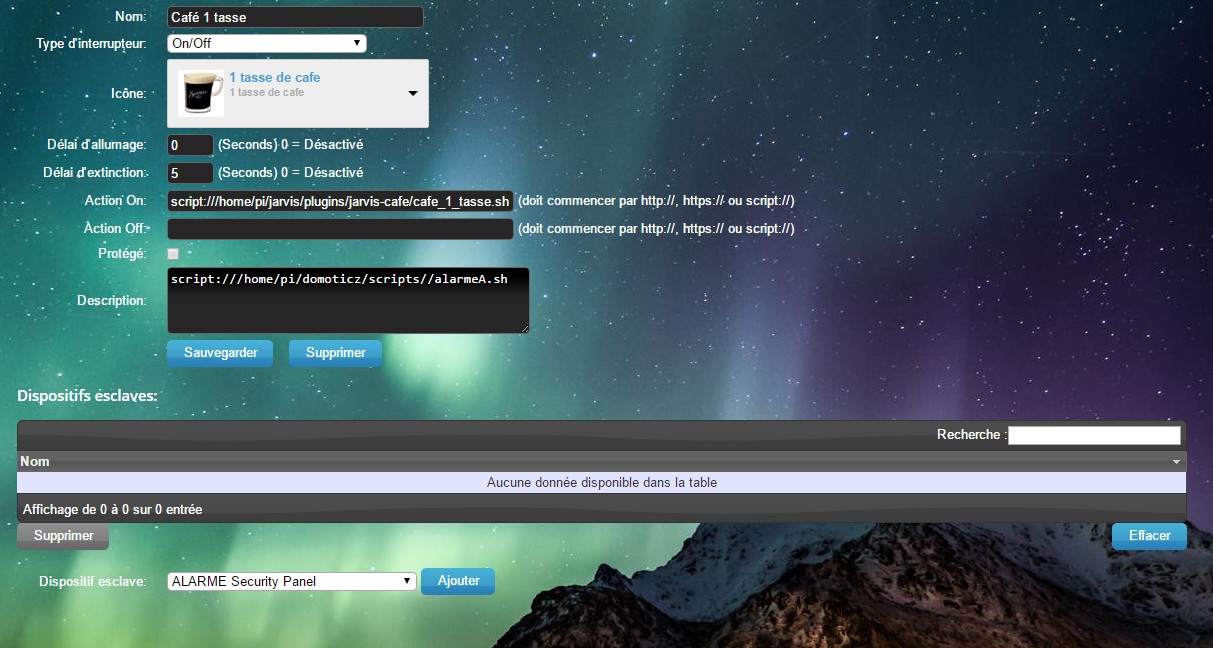 Nom: Café 1 tasse
Type d'interrupteur: On/Off
1 tasse de cafe
Icône: 1 tasse de cafe
Délai d'allumage: 0 (Seconds) 0 = Désactivé
Délai d'extinction: 5 (Seconds) 0 = Désactivé
Action On: script:///home/pi/jarvis/plugins/jarvis-cafe/cafe_1_tasse.sh (doit commencer par http://, https:// ou script://)
Action Off: (doit commencer par http://, https:// ou script://)
Protégé:
script:///home/pi/domoticz/scripts//alarmeA.sh
Description:
Sauvegarder Supprimer
Dispositifs esclaves:
Recherche :
Nom
Aucune donnée disponible dans la table
Affichage de 0 à 0 sur 0 entrée
Supprimer Effacer
Dispositif esclave: ALARME Security Panel Ajouter